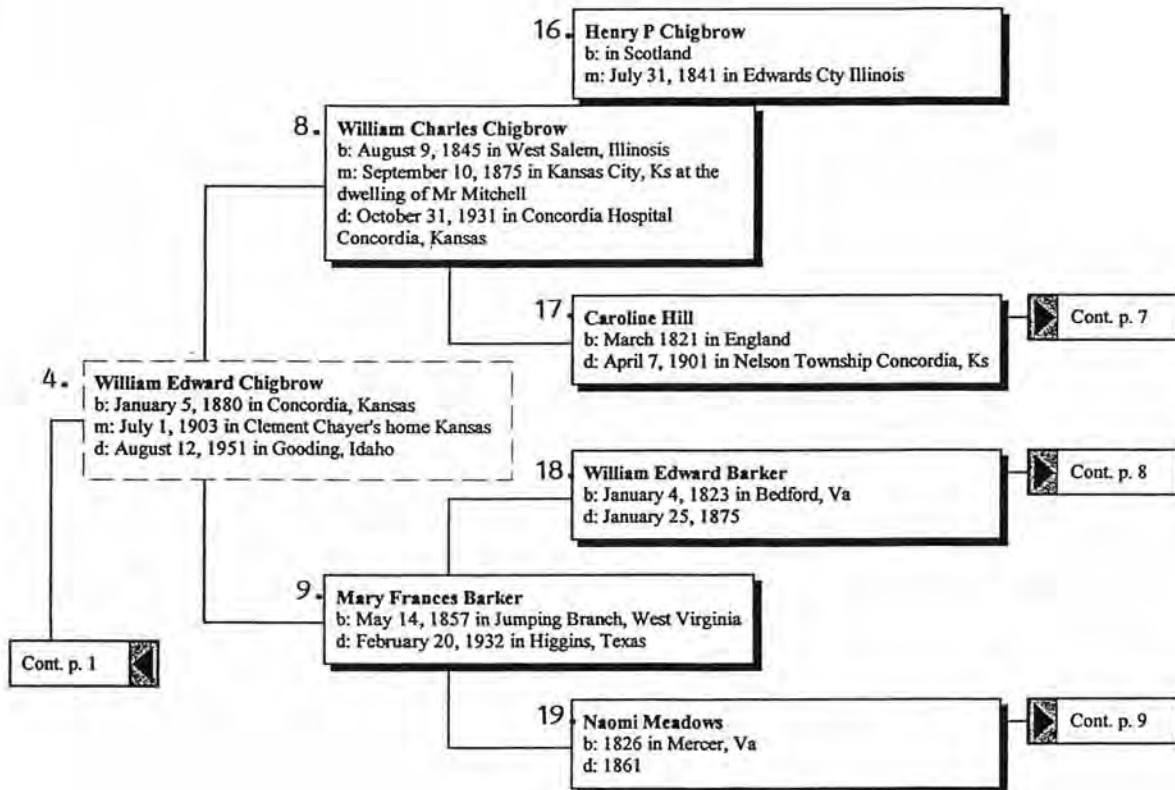 16. Henry P Chigbrow
b: in Scotland
m: July 31, 1841 in Edwards Cty Illinois
8. William Charles Chigbrow
b: August 9, 1845 in West Salem, Illinois
m: September 10, 1875 in Kansas City, Ks at the
dwelling of Mr Mitchell
d: October 31, 1931 in Concordia Hospital
Concordia, Kansas
17. Caroline Hill
b: March 1821 in England
d: April 7, 1901 in Nelson Township Concordia, Ks
Cont. p. 7
4. William Edward Chigbrow
b: January 5, 1880 in Concordia, Kansas
m: July 1, 1903 in Clement Chayer's home Kansas
d: August 12, 1951 in Gooding, Idaho
18. William Edward Barker
b: January 4, 1823 in Bedford, Va
d: January 25, 1875
Cont. p. 8
9. Mary Frances Barker
b: May 14, 1857 in Jumping Branch, West Virginia
d: February 20, 1932 in Higgins, Texas
Cont. p. 1
19. Naomi Meadows
b: 1826 in Mercer, Va
d: 1861
Cont. p. 9